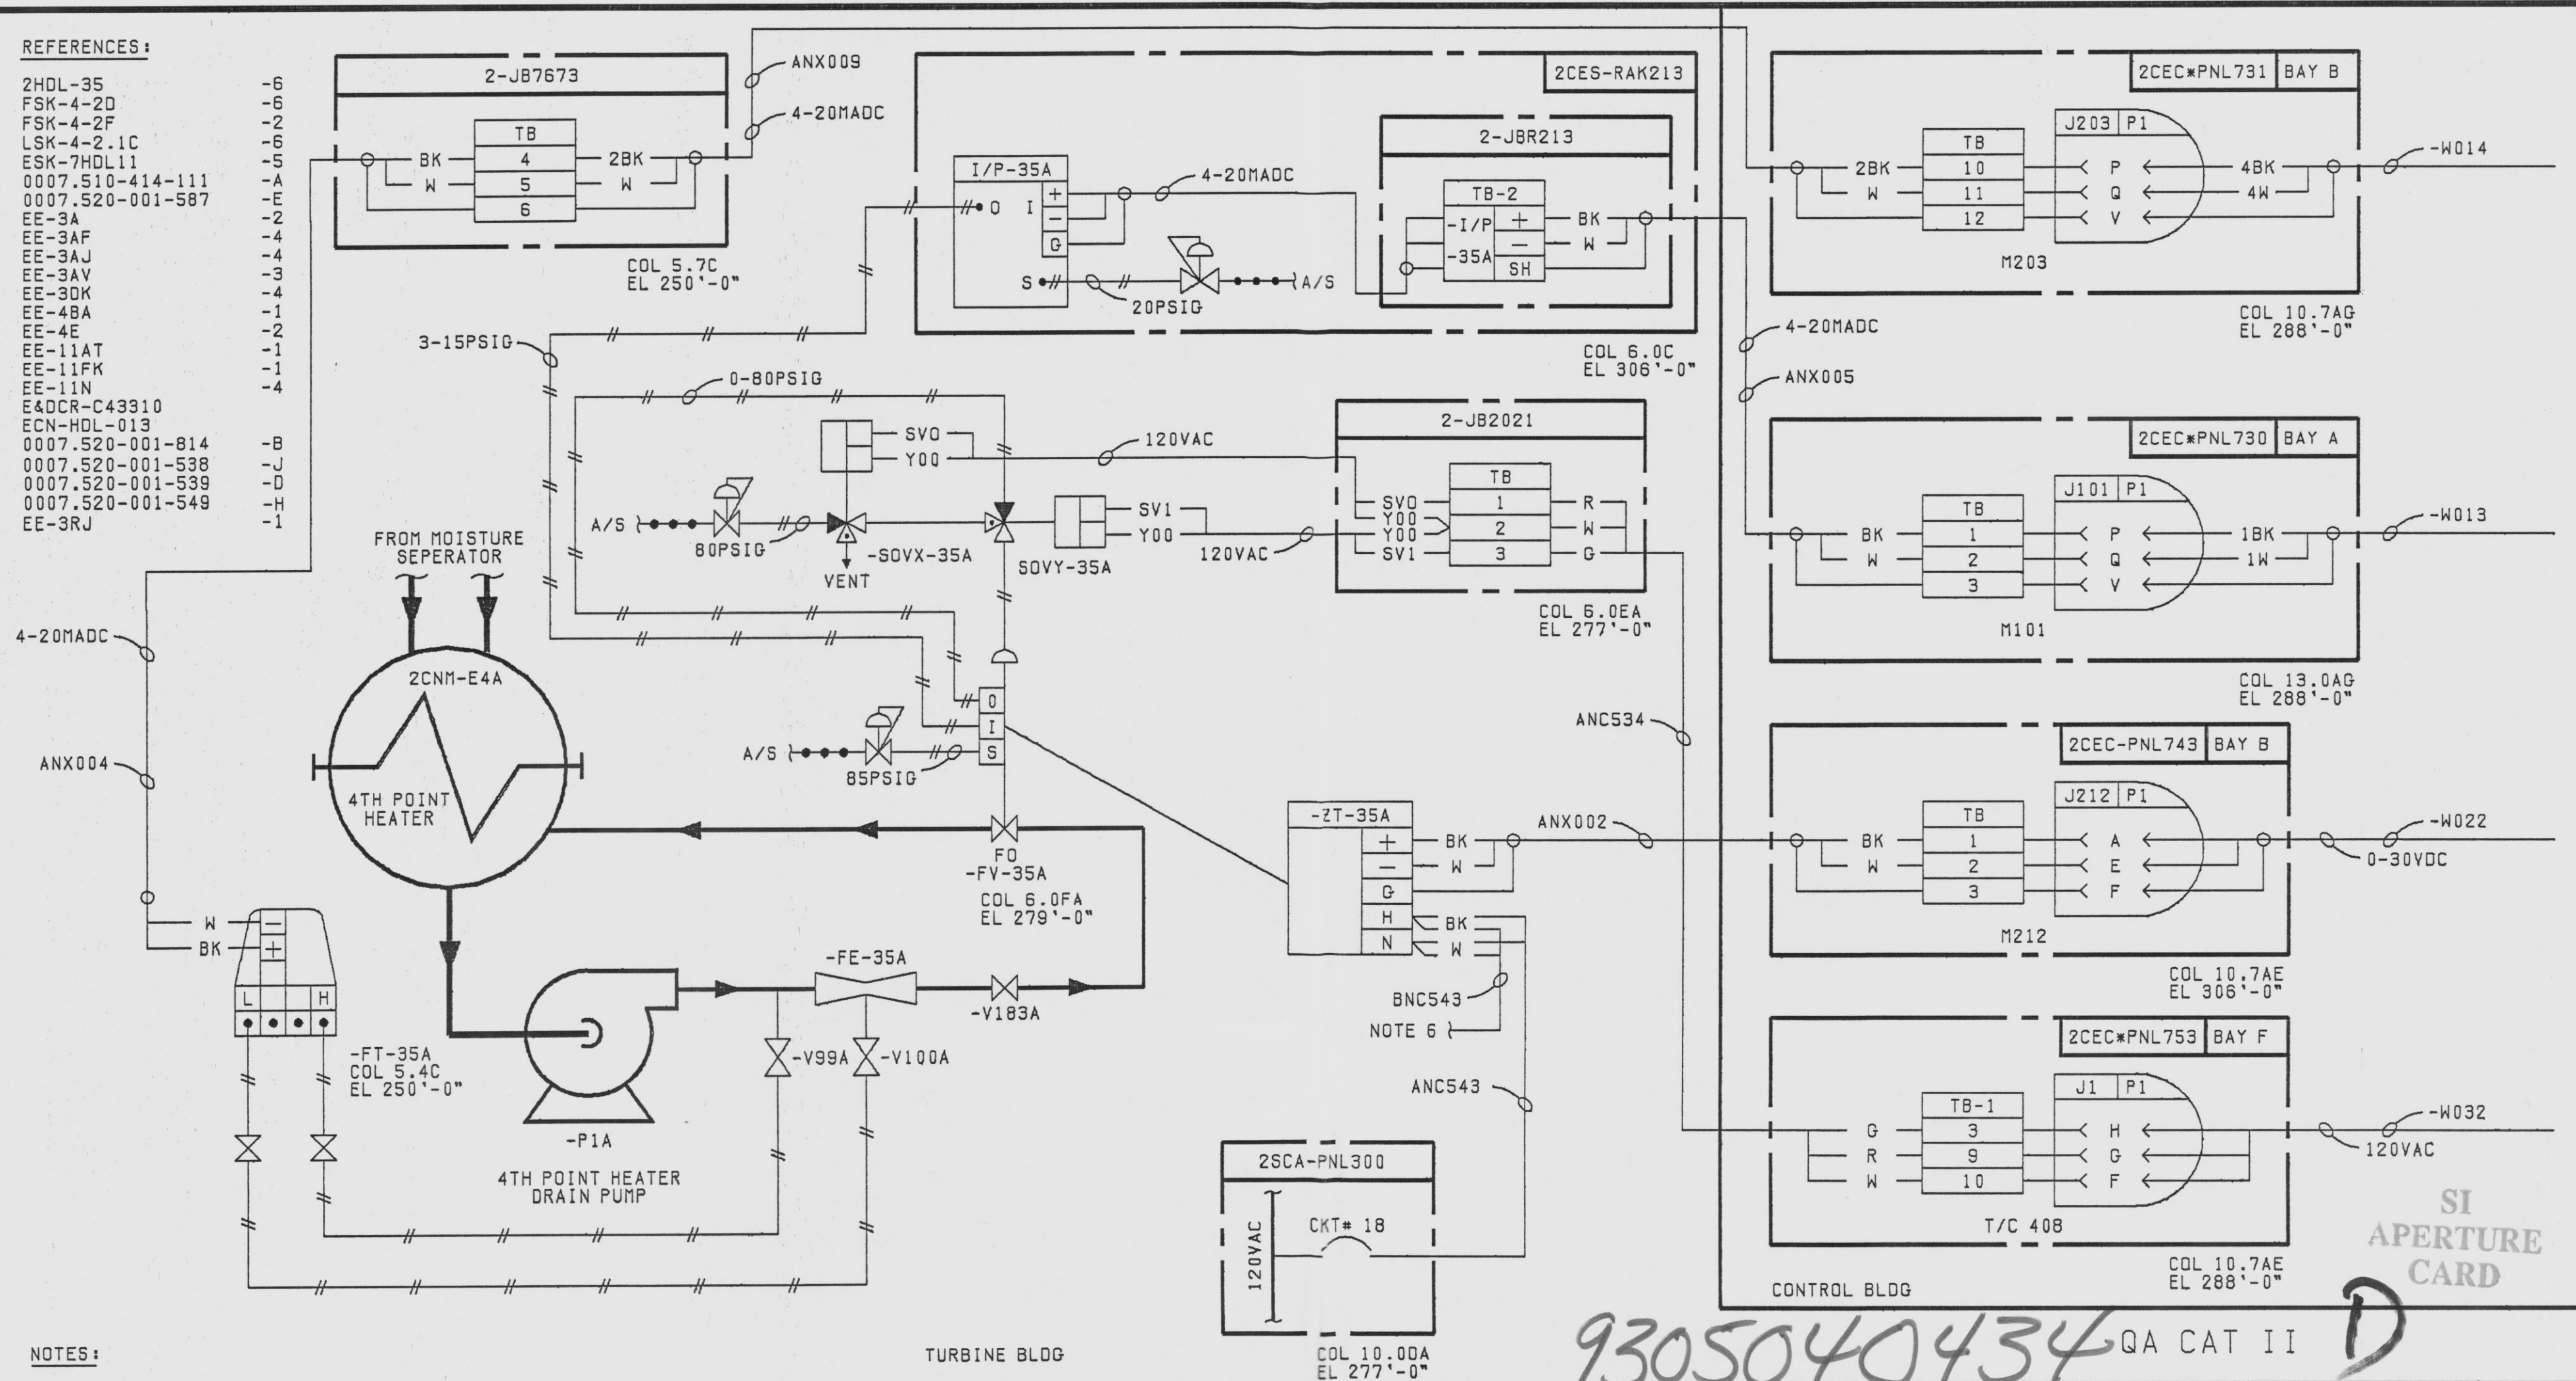 REFERENCES:
2HDL-35 -6
FSK-4-2D -6
FSK-4-2F -2
LSK-4-2.1C -6
ESK-7HDL11 -5
0007.510-414-111 -A
0007.520-001-587 -E
EE-3A -2
EE-3AF -4
EE-3AJ -4
EE-3AV -3
EE-3DK -4
EE-4BA -1
EE-4E -2
EE-11AT -1
EE-11FK -1
EE-11N -4
E&DCR-C43310
ECN-HDL-013
0007.520-001-814 -B
0007.520-001-538 -J
0007.520-001-539 -D
0007.520-001-549 -H
EE-3RJ -1
2-JB7673
TB
BK 4 2BK
W 5 W
6
COL 5.7C
EL 250'-0"
ANX009
4-20MADC
2CES-RAK213
I/P-35A
O I +
-
G
S
4-20MADC
20PSIG
A/S
2-JBR213
TB-2
-I/P + BK
- W
-35A SH
COL 6.0C
EL 306'-0"
3-15PSIG
0-80PSIG
SVO
YOO
120VAC
A/S
80PSIG
-SOVX-35A
VENT
SOVY-35A
SV1
YOO
120VAC
2-JB2021
TB
SVO 1 R
YOO
YOO 2 W
SV1 3 G
COL 6.0EA
EL 277'-0"
FROM MOISTURE
SEPERATOR
4-20MADC
ANX004
2CNM-E4A
4TH POINT
HEATER
O
I
S
A/S
85PSIG
FO
-FV-35A
COL 6.0FA
EL 279'-0"
W -
BK +
L H
-FT-35A
COL 5.4C
EL 250'-0"
-FE-35A
-V183A
-V99A
-V100A
-P1A
4TH POINT HEATER
DRAIN PUMP
-ZT-35A
+ BK
- W
G
H BK
N W
ANX002
BNC543
NOTE 6
ANC543
ANC534
2SCA-PNL300
120VAC
CKT# 18
COL 10.0DA
EL 277'-0"
TURBINE BLDG
NOTES:
2CEC*PNL731 BAY B
J203 P1
TB
2BK 10 P 4BK
W 11 Q 4W
12 V
M203
-W014
COL 10.7AG
EL 288'-0"
4-20MADC
ANX005
2CEC*PNL730 BAY A
J101 P1
TB
BK 1 P 1BK
W 2 Q 1W
3 V
M101
-W013
COL 13.0AG
EL 288'-0"
2CEC-PNL743 BAY B
J212 P1
TB
BK 1 A
W 2 E
3 F
M212
-W022
0-30VDC
COL 10.7AE
EL 306'-0"
2CEC*PNL753 BAY F
J1 P1
TB-1
G 3 H
R 9 G
W 10 F
T/C 408
-W032
120VAC
COL 10.7AE
EL 288'-0"
CONTROL BLDG
SI
APERTURE
CARD
9305040434
QA CAT II
D